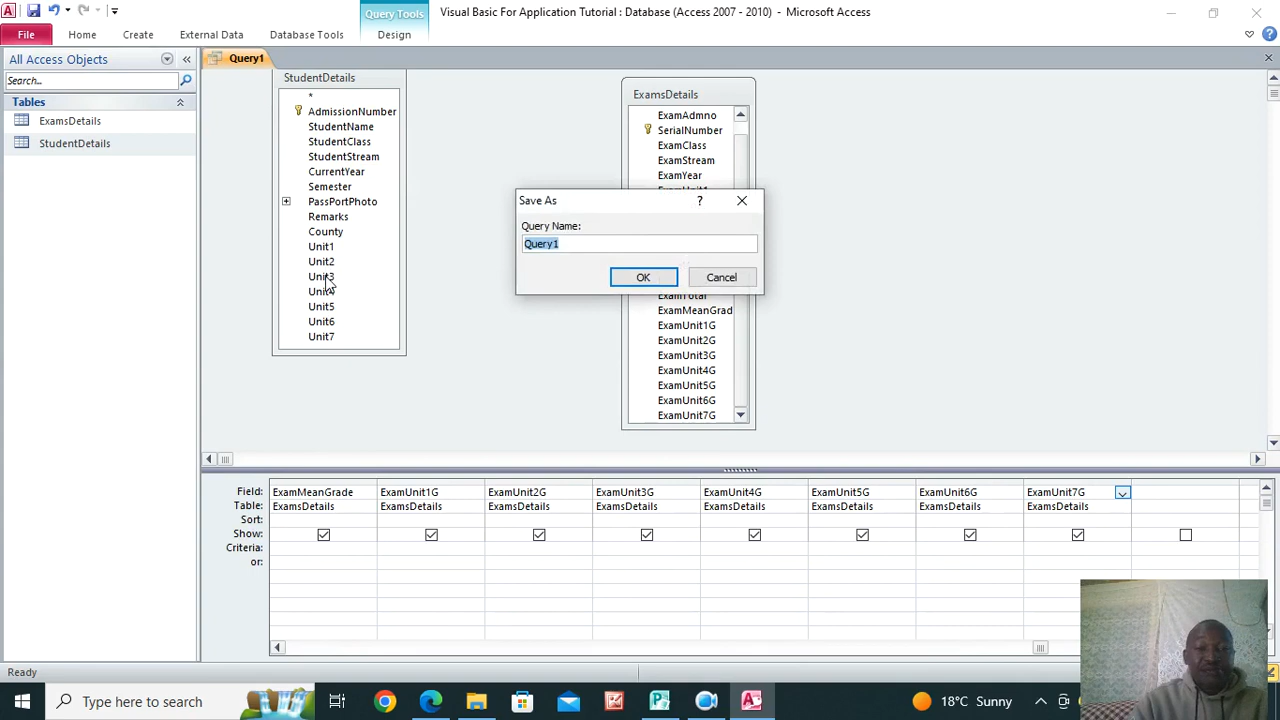 Query Tools
Visual Basic For Application Tutorial : Database (Access 2007 - 2010) - Microsoft Access
File
Home
Create
External Data
Database Tools
Design
All Access Objects
Search...
Tables
ExamsDetails
StudentDetails
Query1
StudentDetails
*
AdmissionNumber
StudentName
StudentClass
StudentStream
CurrentYear
Semester
PassPortPhoto
Remarks
County
Unit1
Unit2
Unit3
Unit4
Unit5
Unit6
Unit7
ExamsDetails
ExamAdmno
SerialNumber
ExamClass
ExamStream
ExamYear
Save As
Query Name:
Query1
OK
Cancel
ExamTotal
ExamMeanGrad
ExamUnit1G
ExamUnit2G
ExamUnit3G
ExamUnit4G
ExamUnit5G
ExamUnit6G
ExamUnit7G
Field: ExamMeanGrade ExamUnit1G ExamUnit2G ExamUnit3G ExamUnit4G ExamUnit5G ExamUnit6G ExamUnit7G
Table: ExamsDetails ExamsDetails ExamsDetails ExamsDetails ExamsDetails ExamsDetails ExamsDetails ExamsDetails
Sort:
Show:
Criteria:
or:
Ready
Type here to search
18°C Sunny